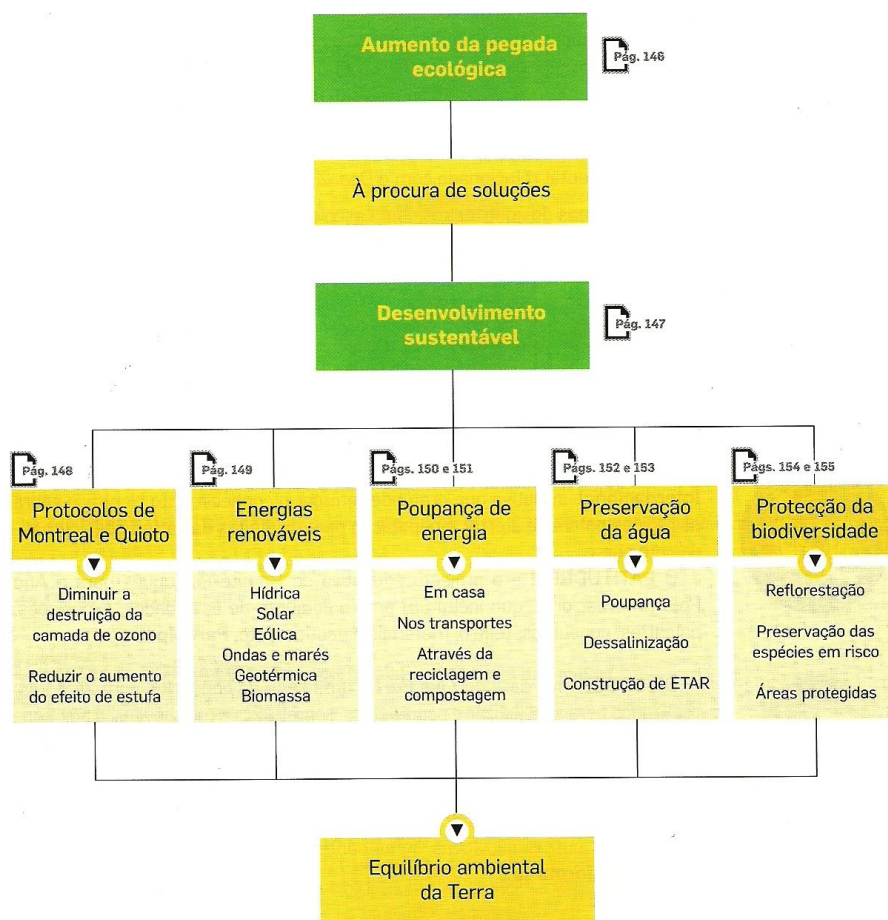 Aumento da pegada
ecológica
Pág. 146
À procura de soluções
Desenvolvimento
sustentável
Pág. 147
Pág. 148
Protocolos de
Montreal e Quioto
Diminuir a
destruição da
camada de ozono
Reduzir o aumento
do efeito de estufa
Pág. 149
Energias
renováveis
Hídrica
Solar
Eólica
Ondas e marés
Geotérmica
Biomassa
Págs. 150 e 151
Poupança de
energia
Em casa
Nos transportes
Através da
reciclagem e
compostagem
Págs. 152 e 153
Preservação
da água
Poupança
Dessalinização
Construção de ETAR
Págs. 154 e 155
Protecção da
biodiversidade
Reflorestação
Preservação das
espécies em risco
Áreas protegidas
Equilíbrio ambiental
da Terra